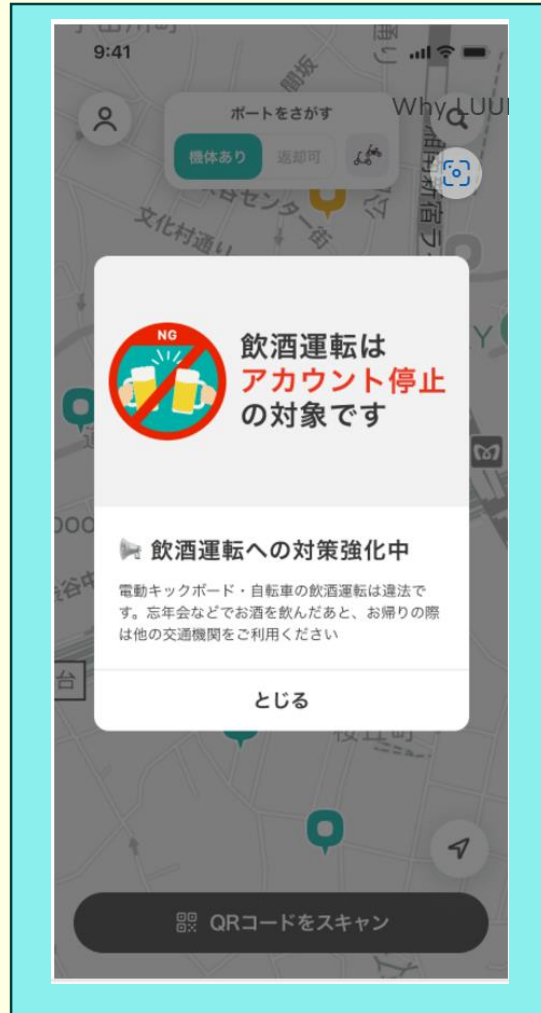 9:41
ポートをさがす
Why LUU
機体あり
返却可
文化村通り
NG
飲酒運転は
アカウント停止
の対象です
飲酒運転への対策強化中
電動キックボード・自転車の飲酒運転は違法で
す。忘年会などでお酒を飲んだあと、お帰りの際
は他の交通機関をご利用ください
とじる
台
桜丘町
QRコードをスキャン